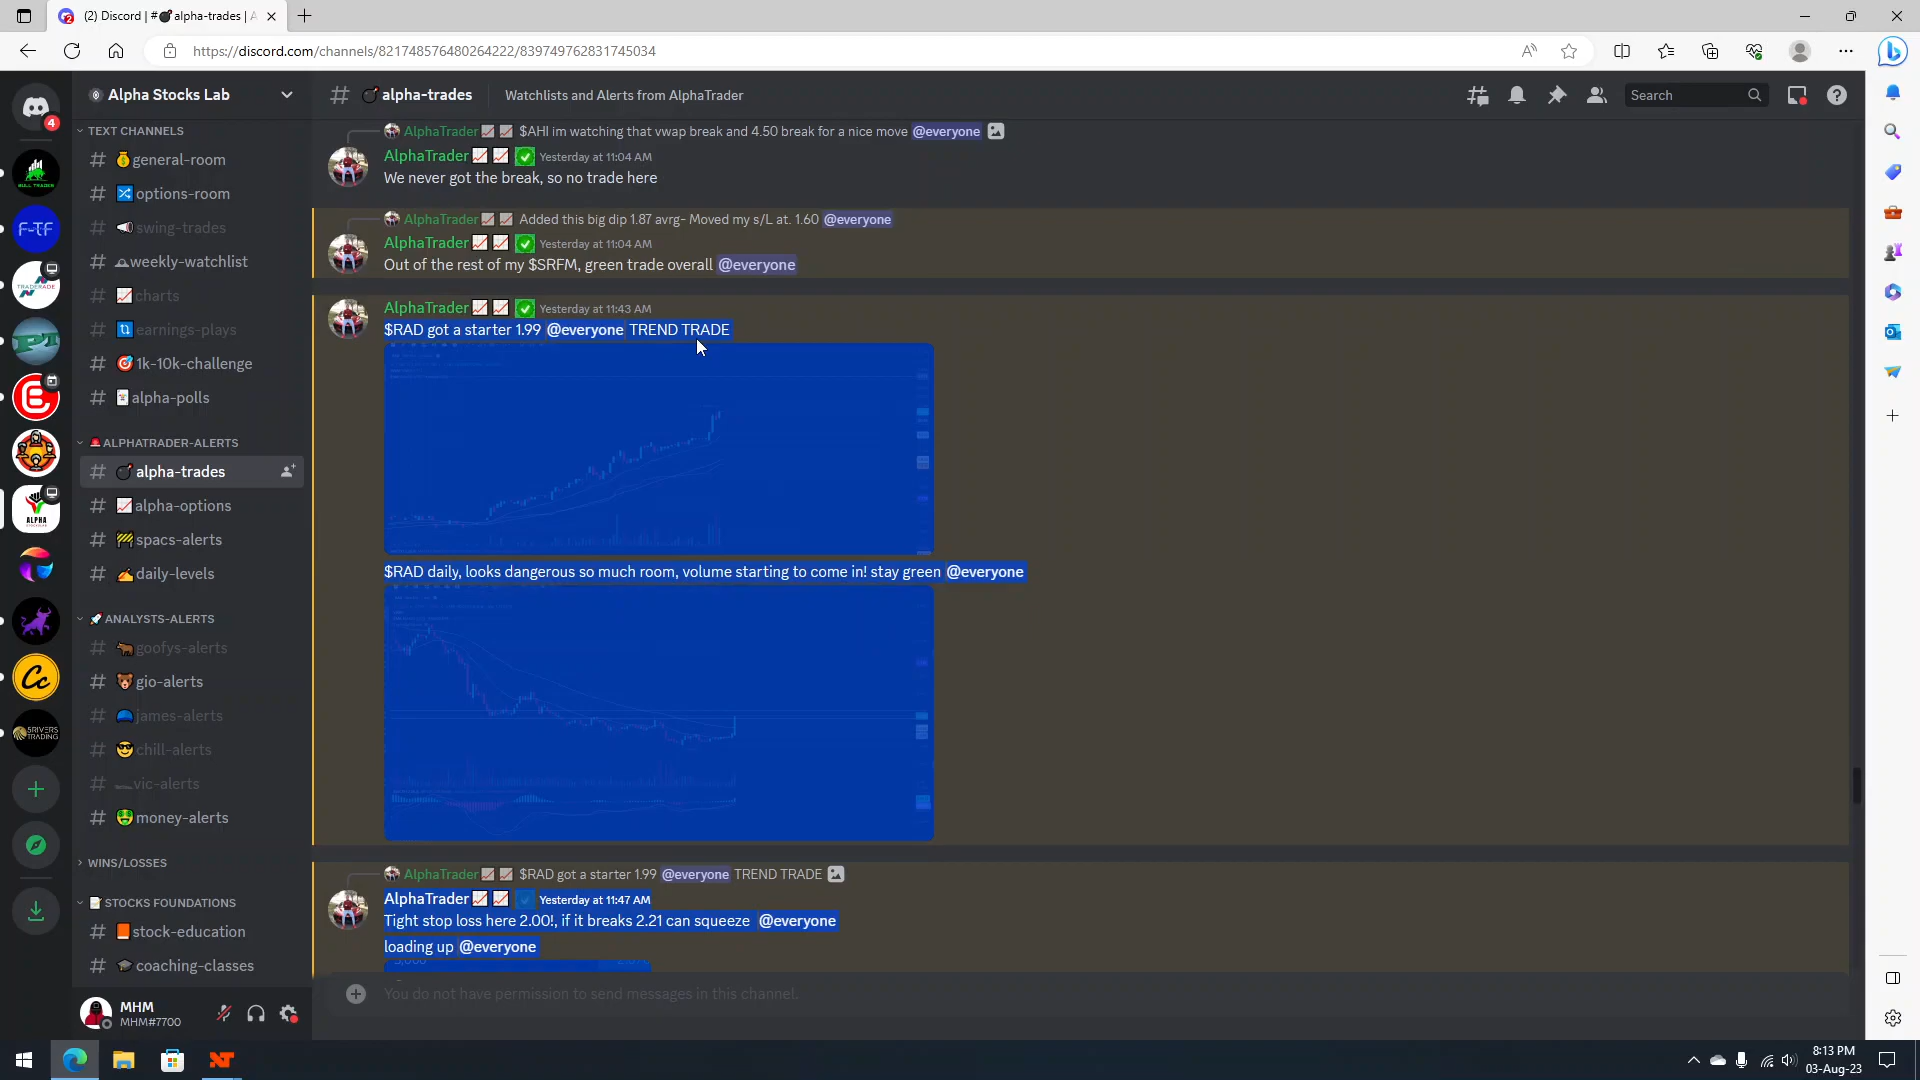 (2) Discord | #💣alpha-trades | A
https://discord.com/channels/821748576480264222/839749762831745034
Alpha Stocks Lab
# 💣alpha-trades
Watchlists and Alerts from AlphaTrader
Search
4
BULL TRADES
F-TF
TRADERADE
Cc
5RIVERS TRADING
ALPHA
TEXT CHANNELS
# 💰general-room
# 🔀options-room
# 📢swing-trades
# weekly-watchlist
# 📈charts
# earnings-plays
# 🎯1k-10k-challenge
# alpha-polls
🚨ALPHATRADER-ALERTS
# 💣alpha-trades
# 📈alpha-options
# 🚧spacs-alerts
# ✍daily-levels
🚀ANALYSTS-ALERTS
# 🐂goofys-alerts
# 🐻gio-alerts
# 🧢james-alerts
# 😎chill-alerts
# vic-alerts
# 🤑money-alerts
WINS/LOSSES
STOCKS FOUNDATIONS
# 📙stock-education
# 🎓coaching-classes
MHM
MHM#7700
AlphaTrader📈📈 $AHI im watching that vwap break and 4.50 break for a nice move @everyone
AlphaTrader📈📈✅ Yesterday at 11:04 AM
We never got the break, so no trade here
AlphaTrader📈📈 Added this big dip 1.87 avrg- Moved my s/L at. 1.60 @everyone
AlphaTrader📈📈✅ Yesterday at 11:04 AM
Out of the rest of my $SRFM, green trade overall @everyone
AlphaTrader📈📈✅ Yesterday at 11:43 AM
$RAD got a starter 1.99 @everyone TREND TRADE
$RAD daily, looks dangerous so much room, volume starting to come in! stay green @everyone
AlphaTrader📈📈 $RAD got a starter 1.99 @everyone TREND TRADE
AlphaTrader📈📈✅ Yesterday at 11:47 AM
Tight stop loss here 2.00!, if it breaks 2.21 can squeeze @everyone
loading up @everyone
You do not have permission to send messages in this channel.
8:13 PM
03-Aug-23